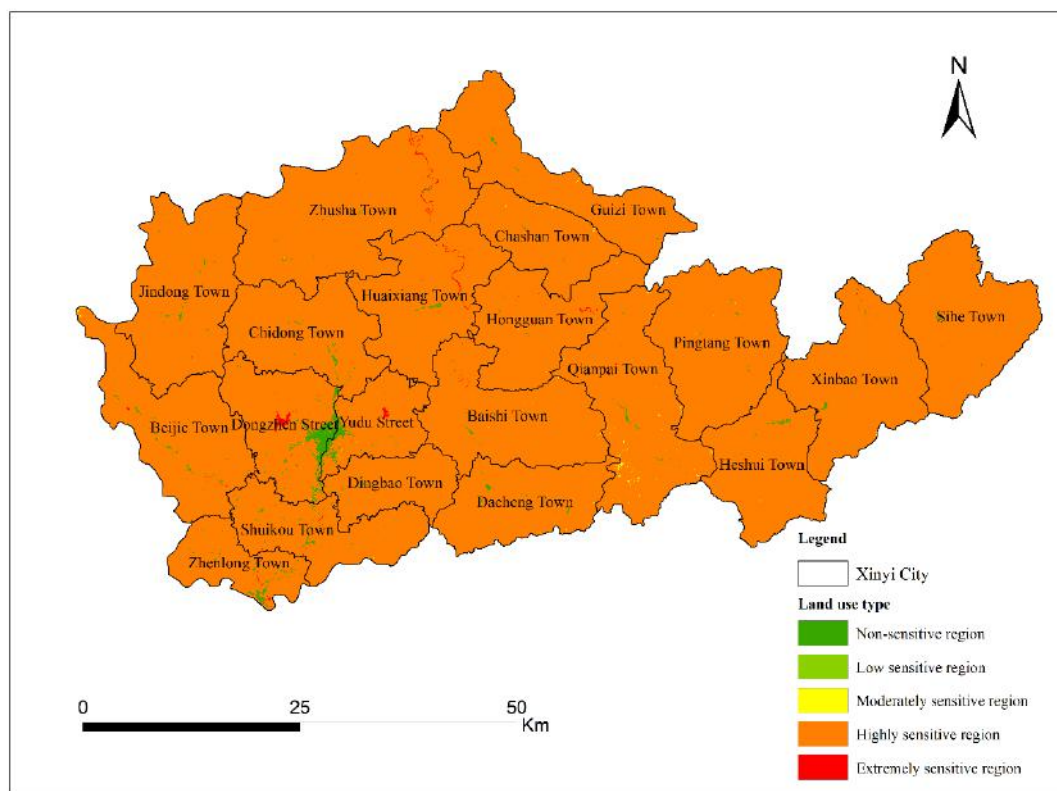 N
Zhusha Town
Guizi Town
Chashan Town
Jindong Town
Huaixiang Town
Hongguan Town
Sihe Town
Chidong Town
Pingtang Town
Qianpai Town
Xinbao Town
Beijie Town
Dongzhen Street
Yudu Street
Baishi Town
Heshui Town
Dingbao Town
Dacheng Town
Shuikou Town
Zhenlong Town
Legend
Xinyi City
Land use type
Non-sensitive region
Low sensitive region
Moderately sensitive region
Highly sensitive region
Extremely sensitive region
0 25 50
Km